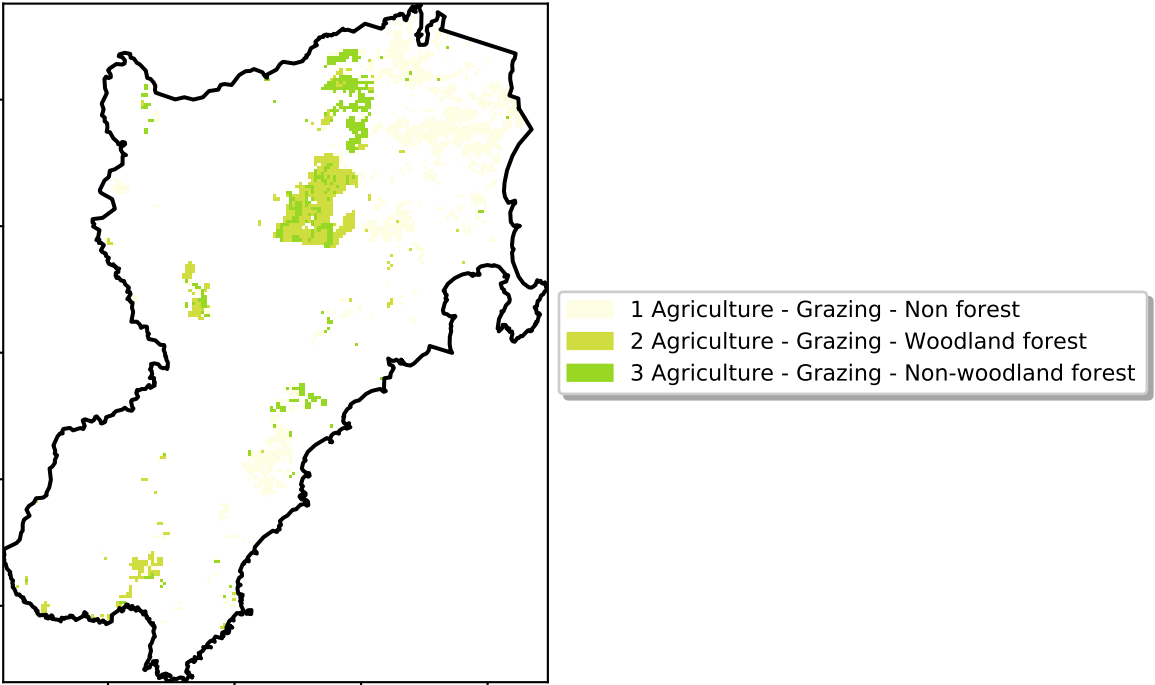 1 Agriculture - Grazing - Non forest
2 Agriculture - Grazing - Woodland forest
3 Agriculture - Grazing - Non-woodland forest